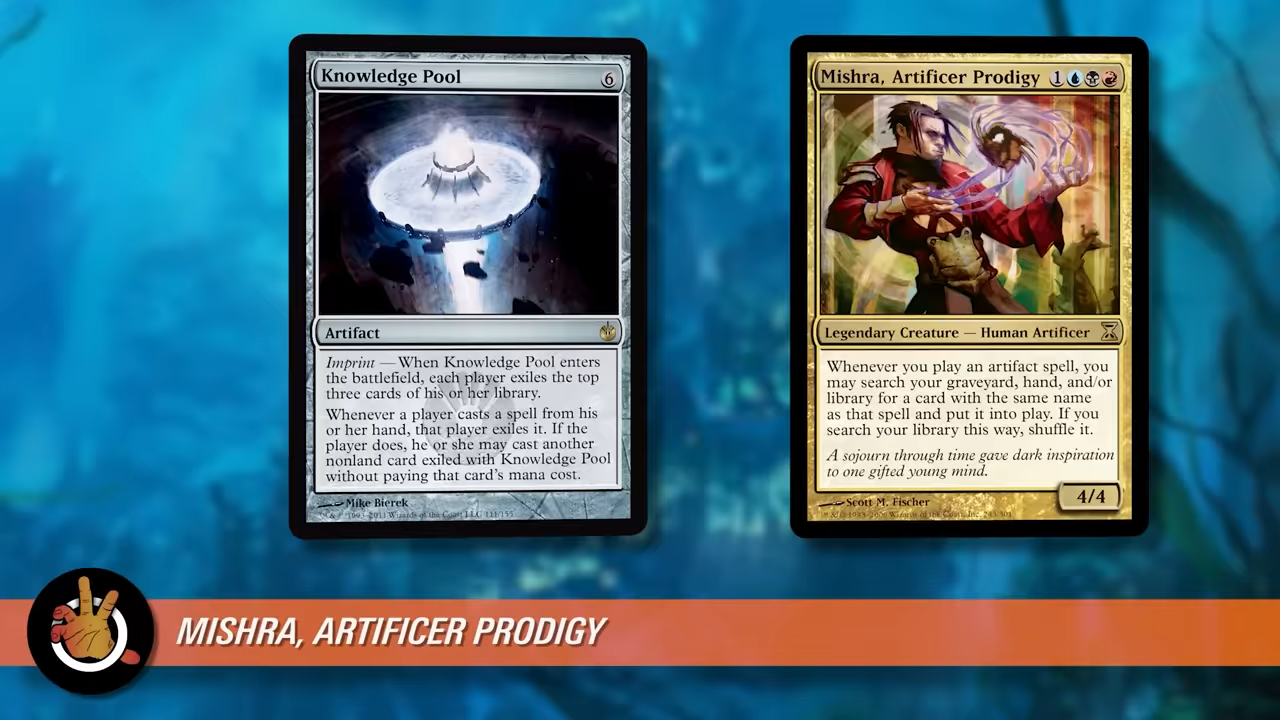 Knowledge Pool 6
Artifact
Imprint — When Knowledge Pool enters
the battlefield, each player exiles the top
three cards of his or her library.
Whenever a player casts a spell from his
or her hand, that player exiles it. If the
player does, he or she may cast another
nonland card exiled with Knowledge Pool
without paying that card's mana cost.
Mike Bierek
Mishra, Artificer Prodigy 1
Legendary Creature — Human Artificer
Whenever you play an artifact spell, you
may search your graveyard, hand, and/or
library for a card with the same name
as that spell and put it into play. If you
search your library this way, shuffle it.
A sojourn through time gave dark inspiration
to one gifted young mind.
4/4
Scott M. Fischer
MISHRA, ARTIFICER PRODIGY